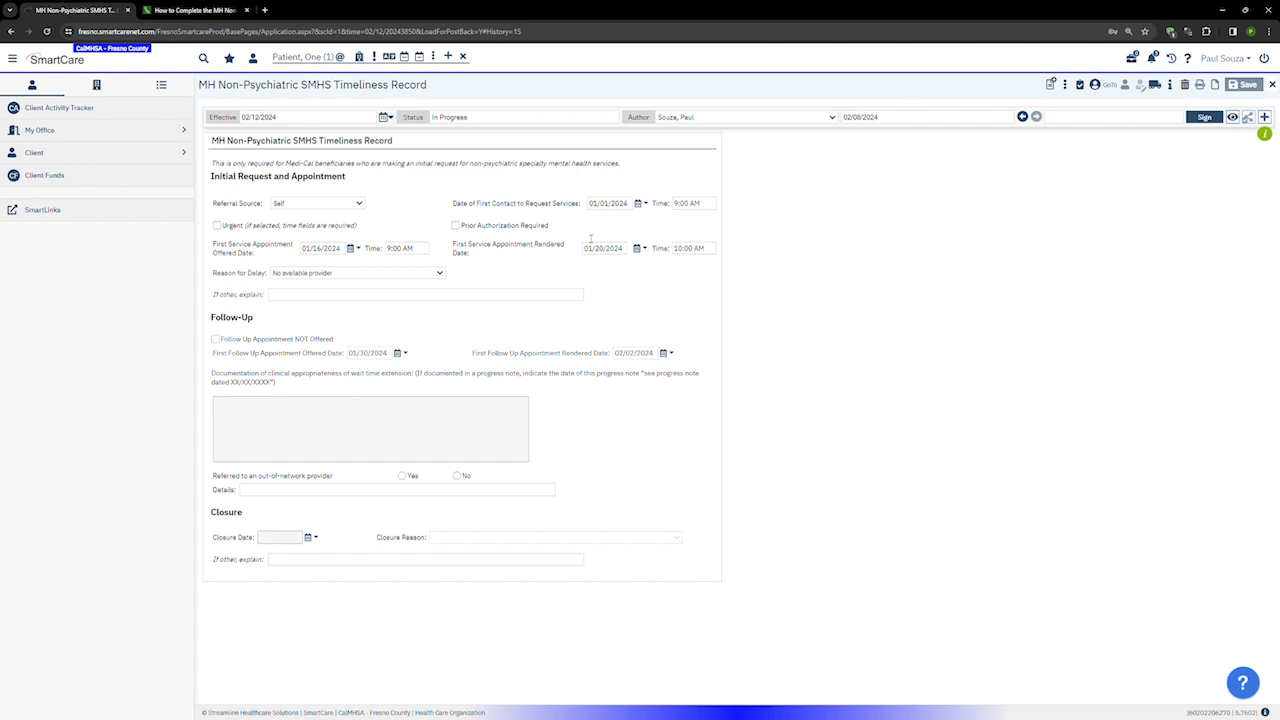 MH Non-Psychiatric SMHS T...
How to Complete the MH Non-
fresno.smartcarenet.com/FresnoSmartcareProd/BasePages/Application.aspx?&scId=1&time=02/12/202438508&LoadForPostBack=Y#History=15
CalMHSA - Fresno County
SmartCare
Patient, One (1)
Paul Souza
Client Activity Tracker
My Office
Client
Client Funds
SmartLinks
MH Non-Psychiatric SMHS Timeliness Record
GoTo
Save
Effective 02/12/2024 Status In Progress Author Souza, Paul 02/08/2024 Sign
MH Non-Psychiatric SMHS Timeliness Record
This is only required for Medi-Cal beneficiaries who are making an initial request for non-psychiatric specialty mental health services.
Initial Request and Appointment
Referral Source: Self Date of First Contact to Request Services: 01/01/2024 Time: 9:00 AM
Urgent (if selected, time fields are required) Prior Authorization Required
First Service Appointment Offered Date: 01/16/2024 Time: 9:00 AM First Service Appointment Rendered Date: 01/20/2024 Time: 10:00 AM
Reason for Delay: No available provider
If other, explain:
Follow-Up
Follow Up Appointment NOT Offered
First Follow Up Appointment Offered Date: 01/30/2024 First Follow Up Appointment Rendered Date: 02/02/2024
Documentation of clinical appropriateness of wait time extension: (If documented in a progress note, indicate the date of this progress note "see progress note
dated XX/XX/XXXX")
Referred to an out-of-network provider Yes No
Details:
Closure
Closure Date: Closure Reason:
If other, explain:
© Streamline Healthcare Solutions | SmartCare | CalMHSA - Fresno County | Health Care Organization
|60202206270 | 5.7602|